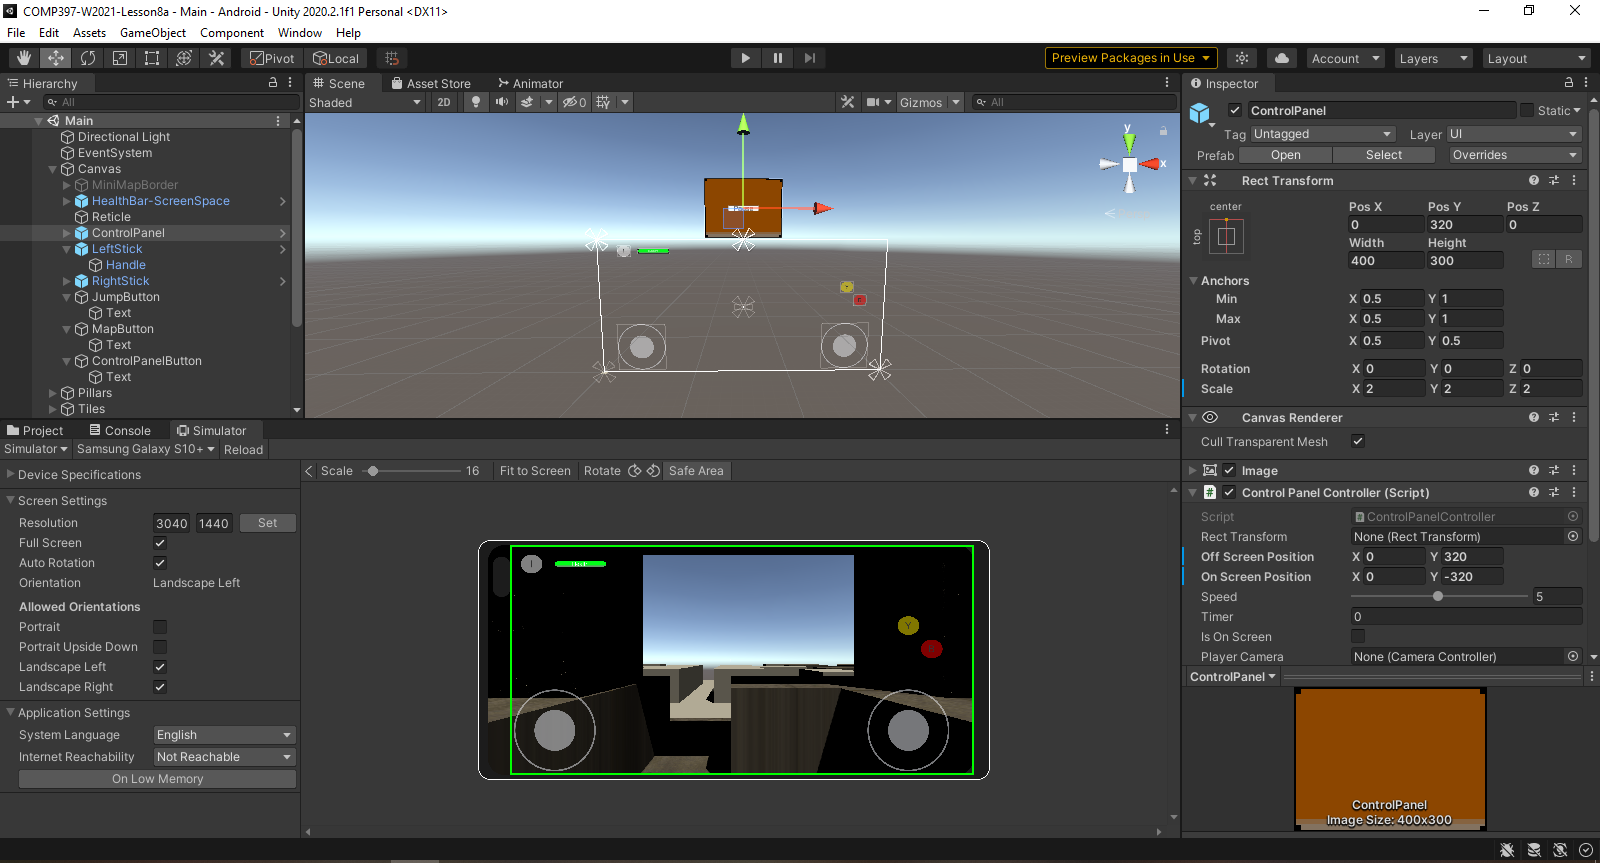 COMP397-W2021-Lesson8a - Main - Android - Unity 2020.2.1f1 Personal <DX11>
File Edit Assets GameObject Component Window Help
Pivot Local Preview Packages in Use Account Layers Layout
Hierarchy
All
Main
Directional Light
EventSystem
Canvas
MiniMapBorder
HealthBar-ScreenSpace
Reticle
ControlPanel
LeftStick
Handle
RightStick
JumpButton
Text
MapButton
Text
ControlPanelButton
Text
Pillars
Tiles
Scene Asset Store Animator
Shaded 2D 0 Gizmos All
y
x
Inspector
ControlPanel Static
Tag Untagged Layer UI
Prefab Open Select Overrides
Rect Transform
center
top
Pos X Pos Y Pos Z
0 320 0
Width Height
400 300 R
Anchors
Min X 0.5 Y 1
Max X 0.5 Y 1
Pivot X 0.5 Y 0.5
Rotation X 0 Y 0 Z 0
Scale X 2 Y 2 Z 2
Canvas Renderer
Cull Transparent Mesh
Image
Control Panel Controller (Script)
Script ControlPanelController
Rect Transform None (Rect Transform)
Off Screen Position X 0 Y 320
On Screen Position X 0 Y -320
Speed 5
Timer 0
Is On Screen
Player Camera None (Camera Controller)
ControlPanel
ControlPanel
Image Size: 400x300
Project Console Simulator
Simulator Samsung Galaxy S10+ Reload
Device Specifications
Screen Settings
Resolution 3040 1440 Set
Full Screen
Auto Rotation
Orientation Landscape Left
Allowed Orientations
Portrait
Portrait Upside Down
Landscape Left
Landscape Right
Application Settings
System Language English
Internet Reachability Not Reachable
On Low Memory
Scale 16 Fit to Screen Rotate Safe Area
Y